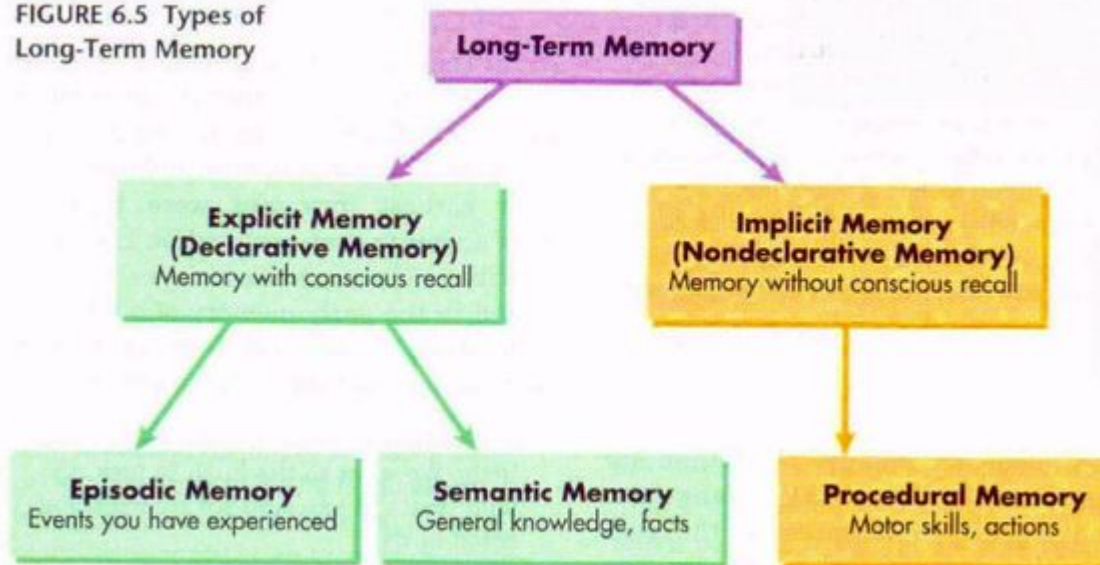 FIGURE 6.5 Types of
Long-Term Memory
Long-Term Memory
Explicit Memory
(Declarative Memory)
Memory with conscious recall
Implicit Memory
(Nondeclarative Memory)
Memory without conscious recall
Episodic Memory
Events you have experienced
Semantic Memory
General knowledge, facts
Procedural Memory
Motor skills, actions